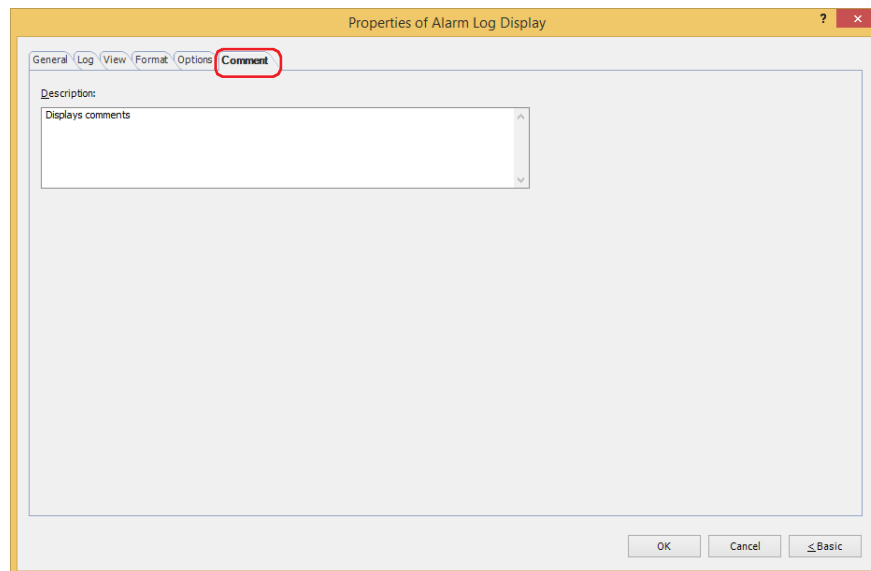 Properties of Alarm Log Display ? ×
General Log View Format Options Comment
Description:
Displays comments
OK Cancel < Basic